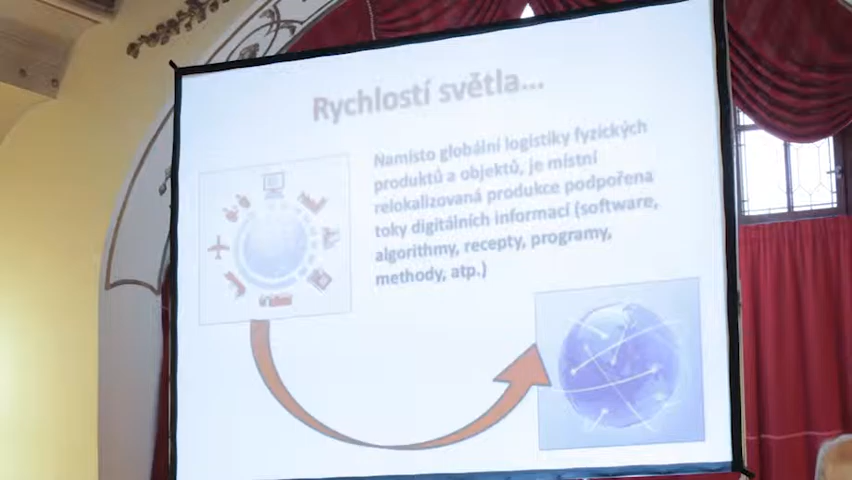 Rychlostí světla...
Namísto globální logistiky fyzických
produktů a objektů, je místní
relokalizovaná produkce podpořena
toky digitálních informací (software,
algorithmy, recepty, programy,
methody, atp.)